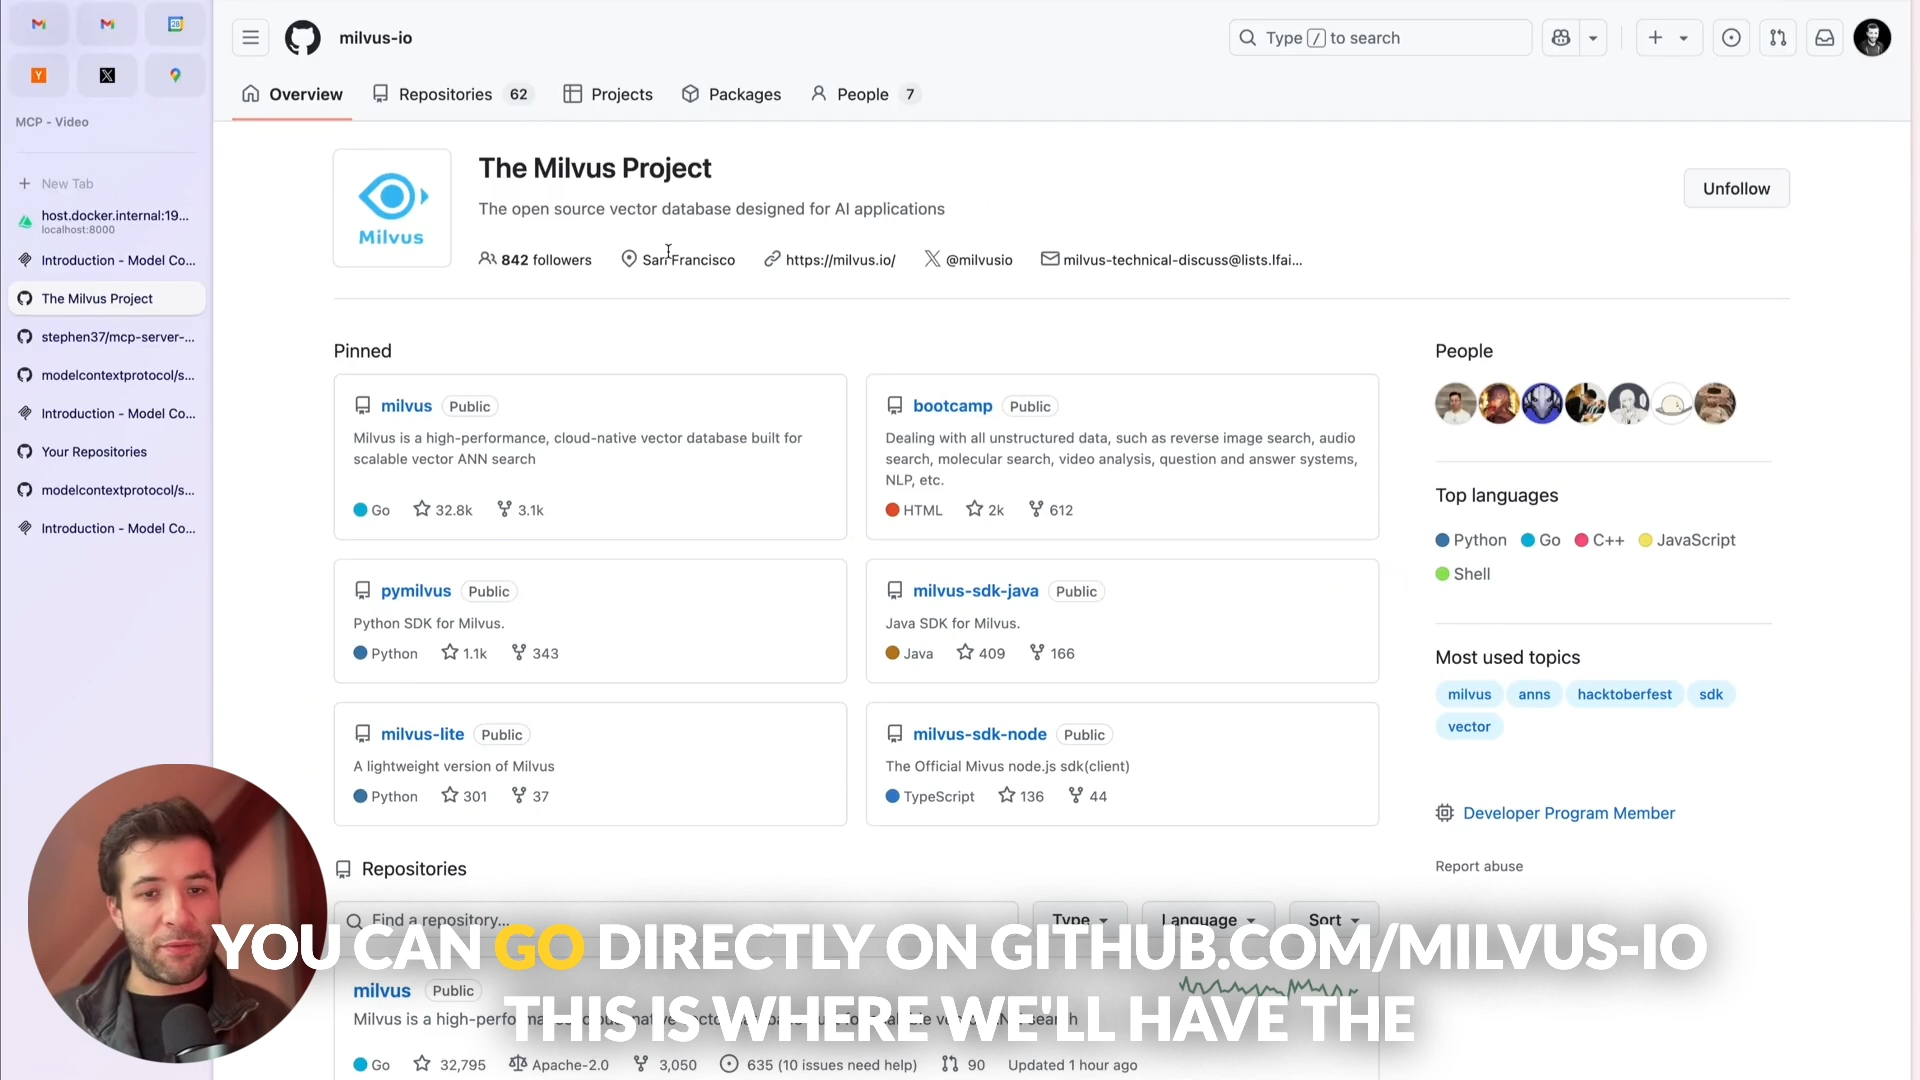 milvus-io
Type / to search
Overview
Repositories 62
Projects
Packages
People 7
MCP - Video
New Tab
host.docker.internal:19...
localhost:8000
Introduction - Model Co...
The Milvus Project
stephen37/mcp-server-...
modelcontextprotocol/s...
Introduction - Model Co...
Your Repositories
modelcontextprotocol/s...
Introduction - Model Co...
Milvus
The Milvus Project
The open source vector database designed for AI applications
842 followers
San Francisco
https://milvus.io/
@milvusio
milvus-technical-discuss@lists.lfai...
Unfollow
Pinned
milvus Public
Milvus is a high-performance, cloud-native vector database built for
scalable vector ANN search
Go 32.8k 3.1k
bootcamp Public
Dealing with all unstructured data, such as reverse image search, audio
search, molecular search, video analysis, question and answer systems,
NLP, etc.
HTML 2k 612
pymilvus Public
Python SDK for Milvus.
Python 1.1k 343
milvus-sdk-java Public
Java SDK for Milvus.
Java 409 166
milvus-lite Public
A lightweight version of Milvus
Python 301 37
milvus-sdk-node Public
The Official Mivus node.js sdk(client)
TypeScript 136 44
People
Top languages
Python Go C++ JavaScript
Shell
Most used topics
milvus anns hacktoberfest sdk
vector
Developer Program Member
Report abuse
Repositories
Find a repository...
Type
Language
Sort
YOU CAN GO DIRECTLY ON GITHUB.COM/MILVUS-IO
milvus Public
THIS IS WHERE WE'LL HAVE THE
Milvus is a high-perf
Go 32,795 Apache-2.0 3,050 635 (10 issues need help) 90 Updated 1 hour ago